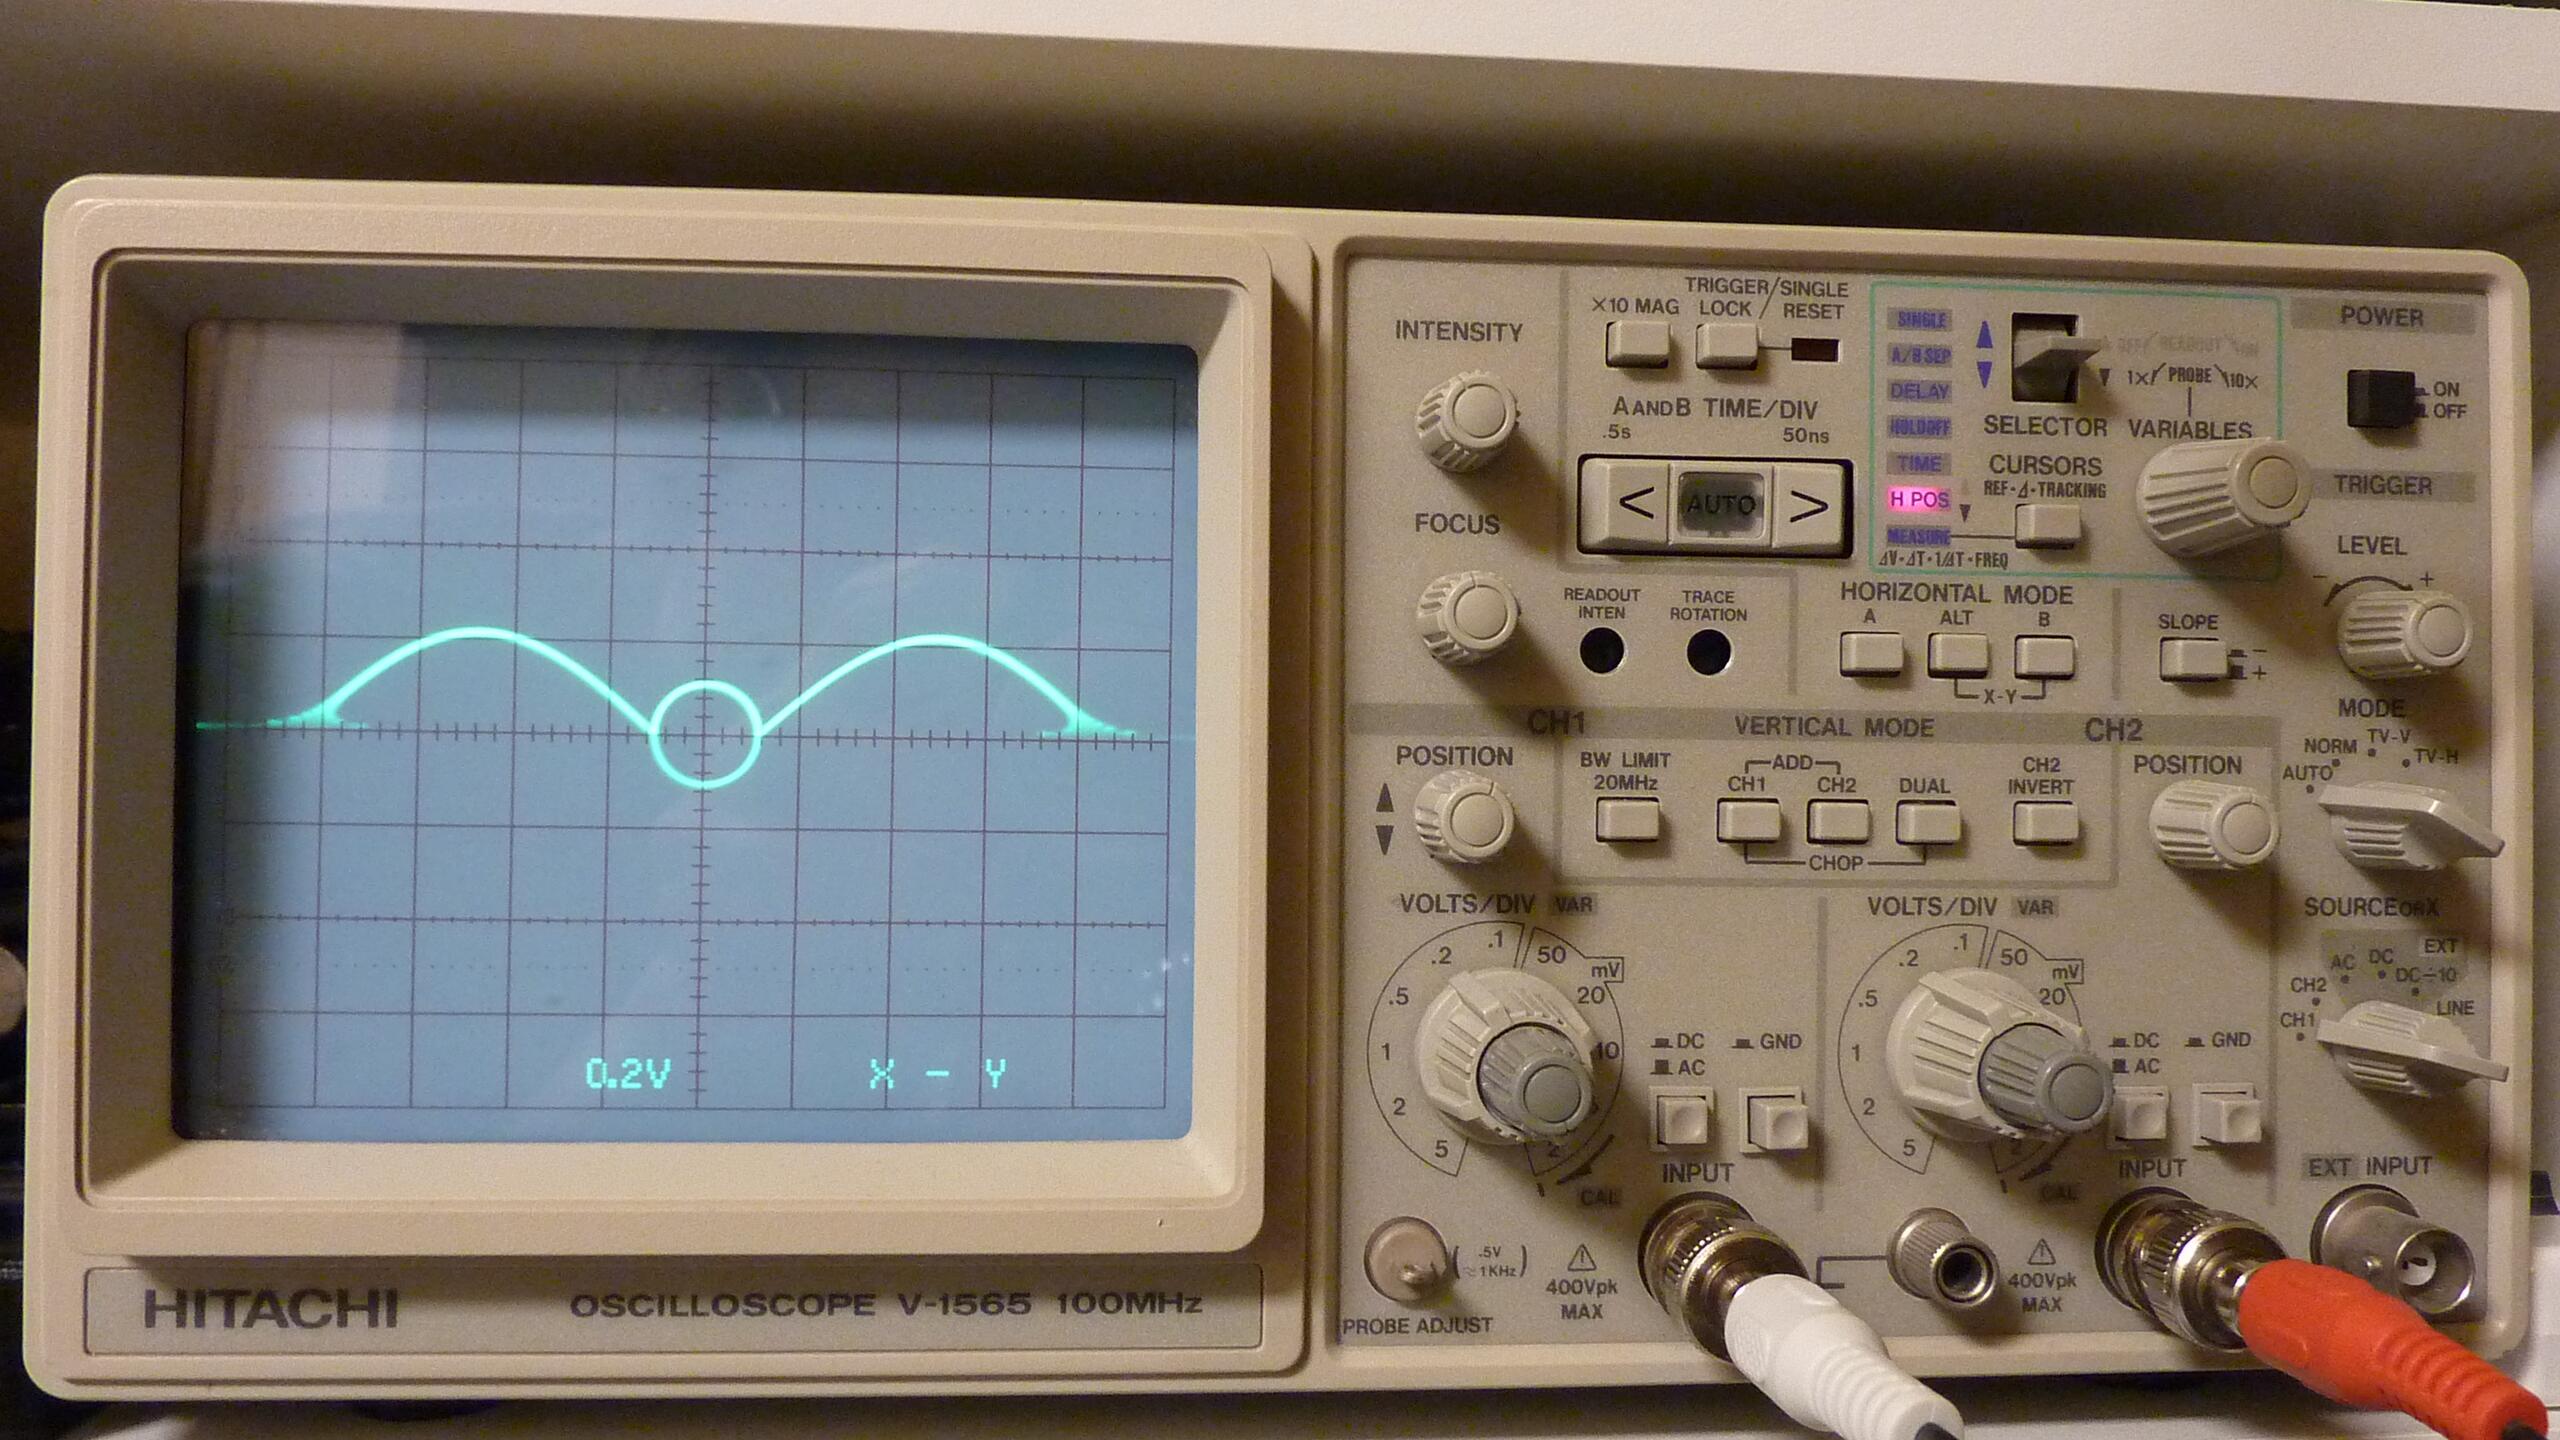 0.2V X - Y
HITACHI
OSCILLOSCOPE V-1565 100MHz
INTENSITY
FOCUS
×10 MAG
TRIGGER/SINGLE
LOCK RESET
A AND B TIME/DIV
.5s 50ns
< AUTO >
READOUT
INTEN
TRACE
ROTATION
SINGLE
A/B SEP
DELAY
HOLDOFF
TIME
H POS
MEASURE
ΔV·ΔT·1/ΔT·FREQ
SELECTOR
CURSORS
REF·Δ·TRACKING
OFF READOUT ON
1× PROBE 10×
VARIABLES
HORIZONTAL MODE
A ALT B
X-Y
POWER
ON
OFF
TRIGGER
LEVEL
- +
SLOPE
-
+
MODE
AUTO NORM TV-V TV-H
CH1 VERTICAL MODE CH2
POSITION
BW LIMIT
20MHz
ADD
CH1 CH2 DUAL
CHOP
CH2
INVERT
POSITION
VOLTS/DIV VAR
5 2 1 .5 .2 .1 50 mV 20 10 2
DC
AC
GND
INPUT
CAL
VOLTS/DIV VAR
5 2 1 .5 .2 .1 50 mV 20
DC
AC
GND
INPUT
CAL
SOURCE OR X
EXT
CH1 CH2 AC DC DC÷10 LINE
EXT INPUT
PROBE ADJUST
(.5V ≈1KHz)
400Vpk
MAX
400Vpk
MAX